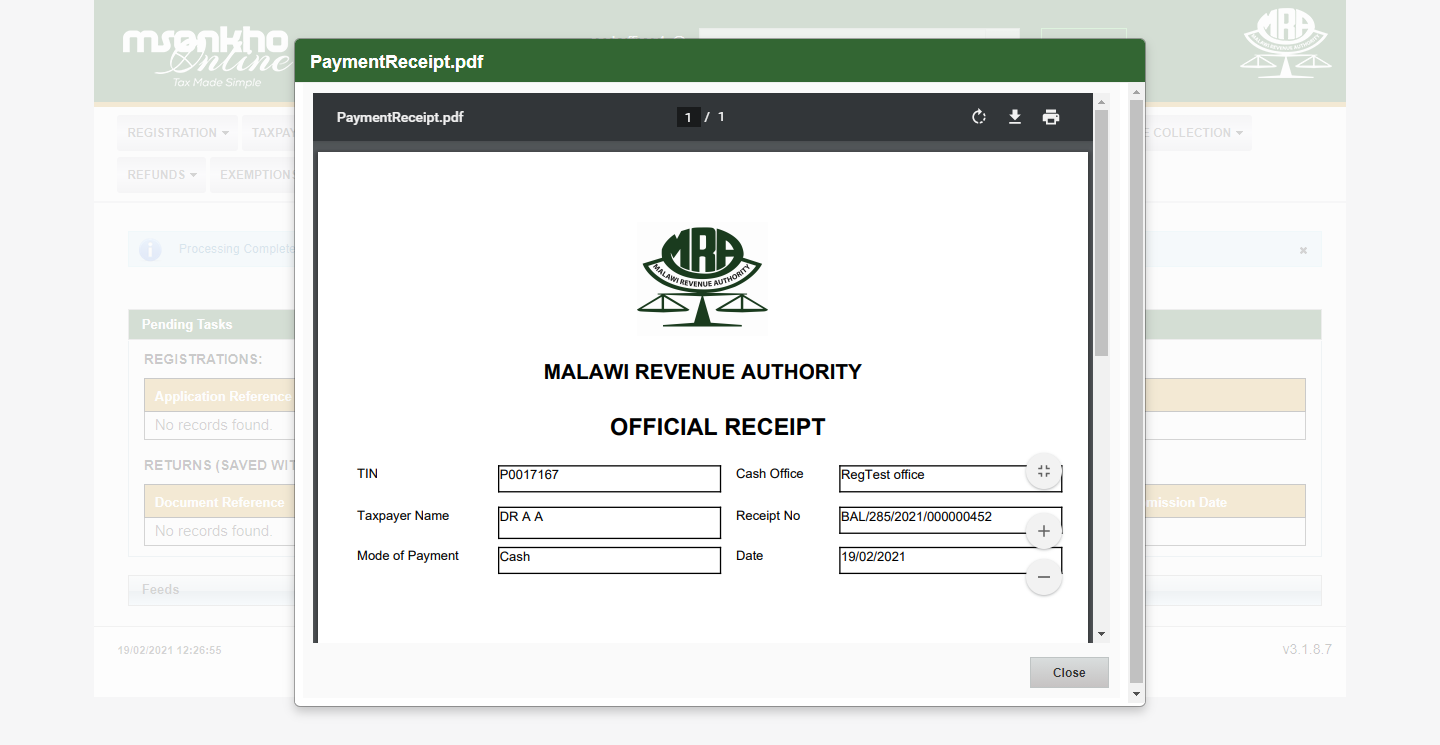 msonkho
Online
Tax Made Simple
MRA
PaymentReceipt.pdf
PaymentReceipt.pdf
1 / 1
REGISTRATION
TAXPA
E COLLECTION
REFUNDS
EXEMPTIONS
Processing Complete
MRA
MALAWI REVENUE AUTHORITY
MALAWI REVENUE AUTHORITY
OFFICIAL RECEIPT
TIN P0017167 Cash Office RegTest office
Taxpayer Name DR A A Receipt No BAL/285/2021/000000452
Mode of Payment Cash Date 19/02/2021
Pending Tasks
REGISTRATIONS:
Application Reference
No records found.
RETURNS (SAVED WIT
Document Reference
mission Date
No records found.
Feeds
Close
19/02/2021 12:26:55
v3.1.8.7